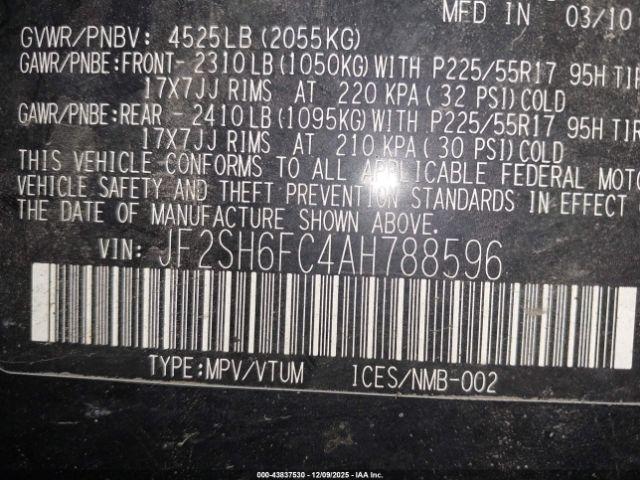 MFD IN 03/10
GVWR/PNBV: 4525LB(2055KG)
GAWR/PNBE:FRONT- 2310LB(1050KG)WITH P225/55R17 95H TIR
17X7JJ RIMS AT 220 KPA( 32 PSI)COLD
GAWR/PNBE:REAR - 2410LB(1095KG)WITH P225/55R17 95H TIR
17X7JJ RIMS AT 210 KPA( 30 PSI)COLD
THIS VEHICLE CONFORMS TO ALL APPLICABLE FEDERAL MOTO
VEHICLE SAFETY AND THEFT PREVENTION STANDARDS IN EFFECT
THE DATE OF MANUFACTURE SHOWN ABOVE.
VIN: JF2SH6FC4AH788596
TYPE:MPV/VTUM ICES/NMB-002
000-43837530 - 12/09/2025 - IAA Inc.